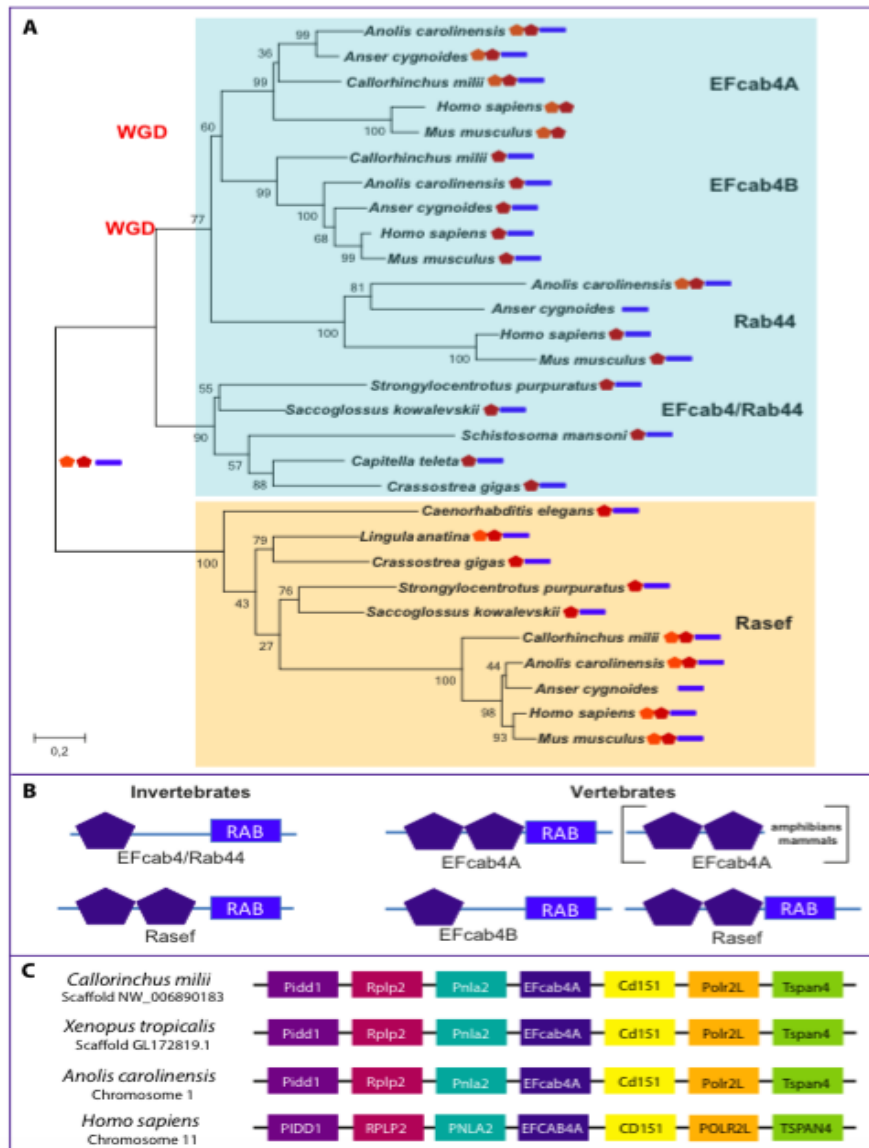 A
99 Anolis carolinensis
36 Anser cygnoides
99 Callorhinchus milii
EFcab4A
Homo sapiens
100 Mus musculus
WGD
60
Callorhinchus milii
99 Anolis carolinensis
EFcab4B
100 Anser cygnoides
68 Homo sapiens
99 Mus musculus
WGD
77
81 Anolis carolinensis
Anser cygnoides
Rab44
100 Homo sapiens
100 Mus musculus
55 Strongylocentrotus purpuratus
Saccoglossus kowalevskii
EFcab4/Rab44
90 Schistosoma mansoni
57 Capitella teleta
88 Crassostrea gigas
Caenorhabditis elegans
100
79 Lingula anatina
Crassostrea gigas
43
76 Strongylocentrotus purpuratus
Saccoglossus kowalevskii
Rasef
27
Callorhinchus milii
100
44 Anolis carolinensis
Anser cygnoides
98 Homo sapiens
93 Mus musculus
0,2
B
Invertebrates
Vertebrates
RAB
RAB
amphibians
mammals
EFcab4/Rab44
EFcab4A
EFcab4A
RAB
RAB
RAB
Rasef
EFcab4B
Rasef
C
Callorinchus milii
Scaffold NW_006890183
Pidd1 Rplp2 Pnla2 EFcab4A Cd151 Polr2L Tspan4
Xenopus tropicalis
Scaffold GL172819.1
Pidd1 Rplp2 Pnla2 EFcab4A Cd151 Polr2L Tspan4
Anolis carolinensis
Chromosome 1
Pidd1 Rplp2 Pnla2 EFcab4A Cd151 Polr2L Tspan4
Homo sapiens
Chromosome 11
PIDD1 RPLP2 PNLA2 EFCAB4A CD151 POLR2L TSPAN4